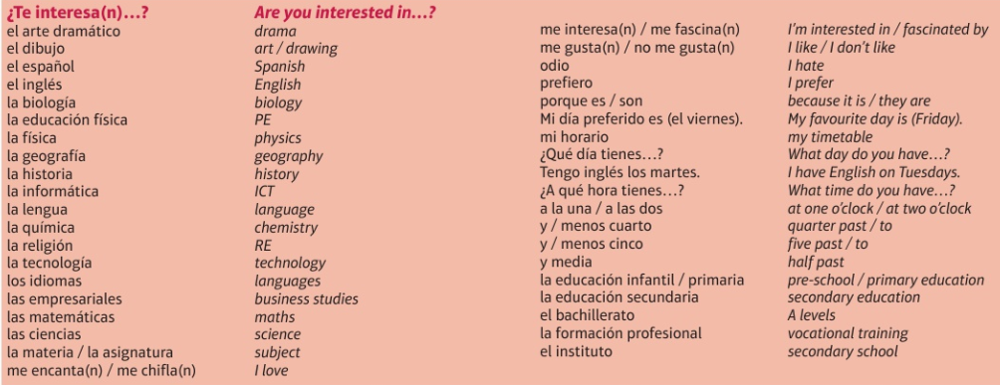 ¿Te interesa(n)…? Are you interested in…?
el arte dramático drama
el dibujo art / drawing
el español Spanish
el inglés English
la biología biology
la educación física PE
la física physics
la geografía geography
la historia history
la informática ICT
la lengua language
la química chemistry
la religión RE
la tecnología technology
los idiomas languages
las empresariales business studies
las matemáticas maths
las ciencias science
la materia / la asignatura subject
me encanta(n) / me chifla(n) I love
me interesa(n) / me fascina(n) I'm interested in / fascinated by
me gusta(n) / no me gusta(n) I like / I don't like
odio I hate
prefiero I prefer
porque es / son because it is / they are
Mi día preferido es (el viernes). My favourite day is (Friday).
mi horario my timetable
¿Qué día tienes…? What day do you have…?
Tengo inglés los martes. I have English on Tuesdays.
¿A qué hora tienes…? What time do you have…?
a la una / a las dos at one o'clock / at two o'clock
y / menos cuarto quarter past / to
y / menos cinco five past / to
y media half past
la educación infantil / primaria pre-school / primary education
la educación secundaria secondary education
el bachillerato A levels
la formación profesional vocational training
el instituto secondary school